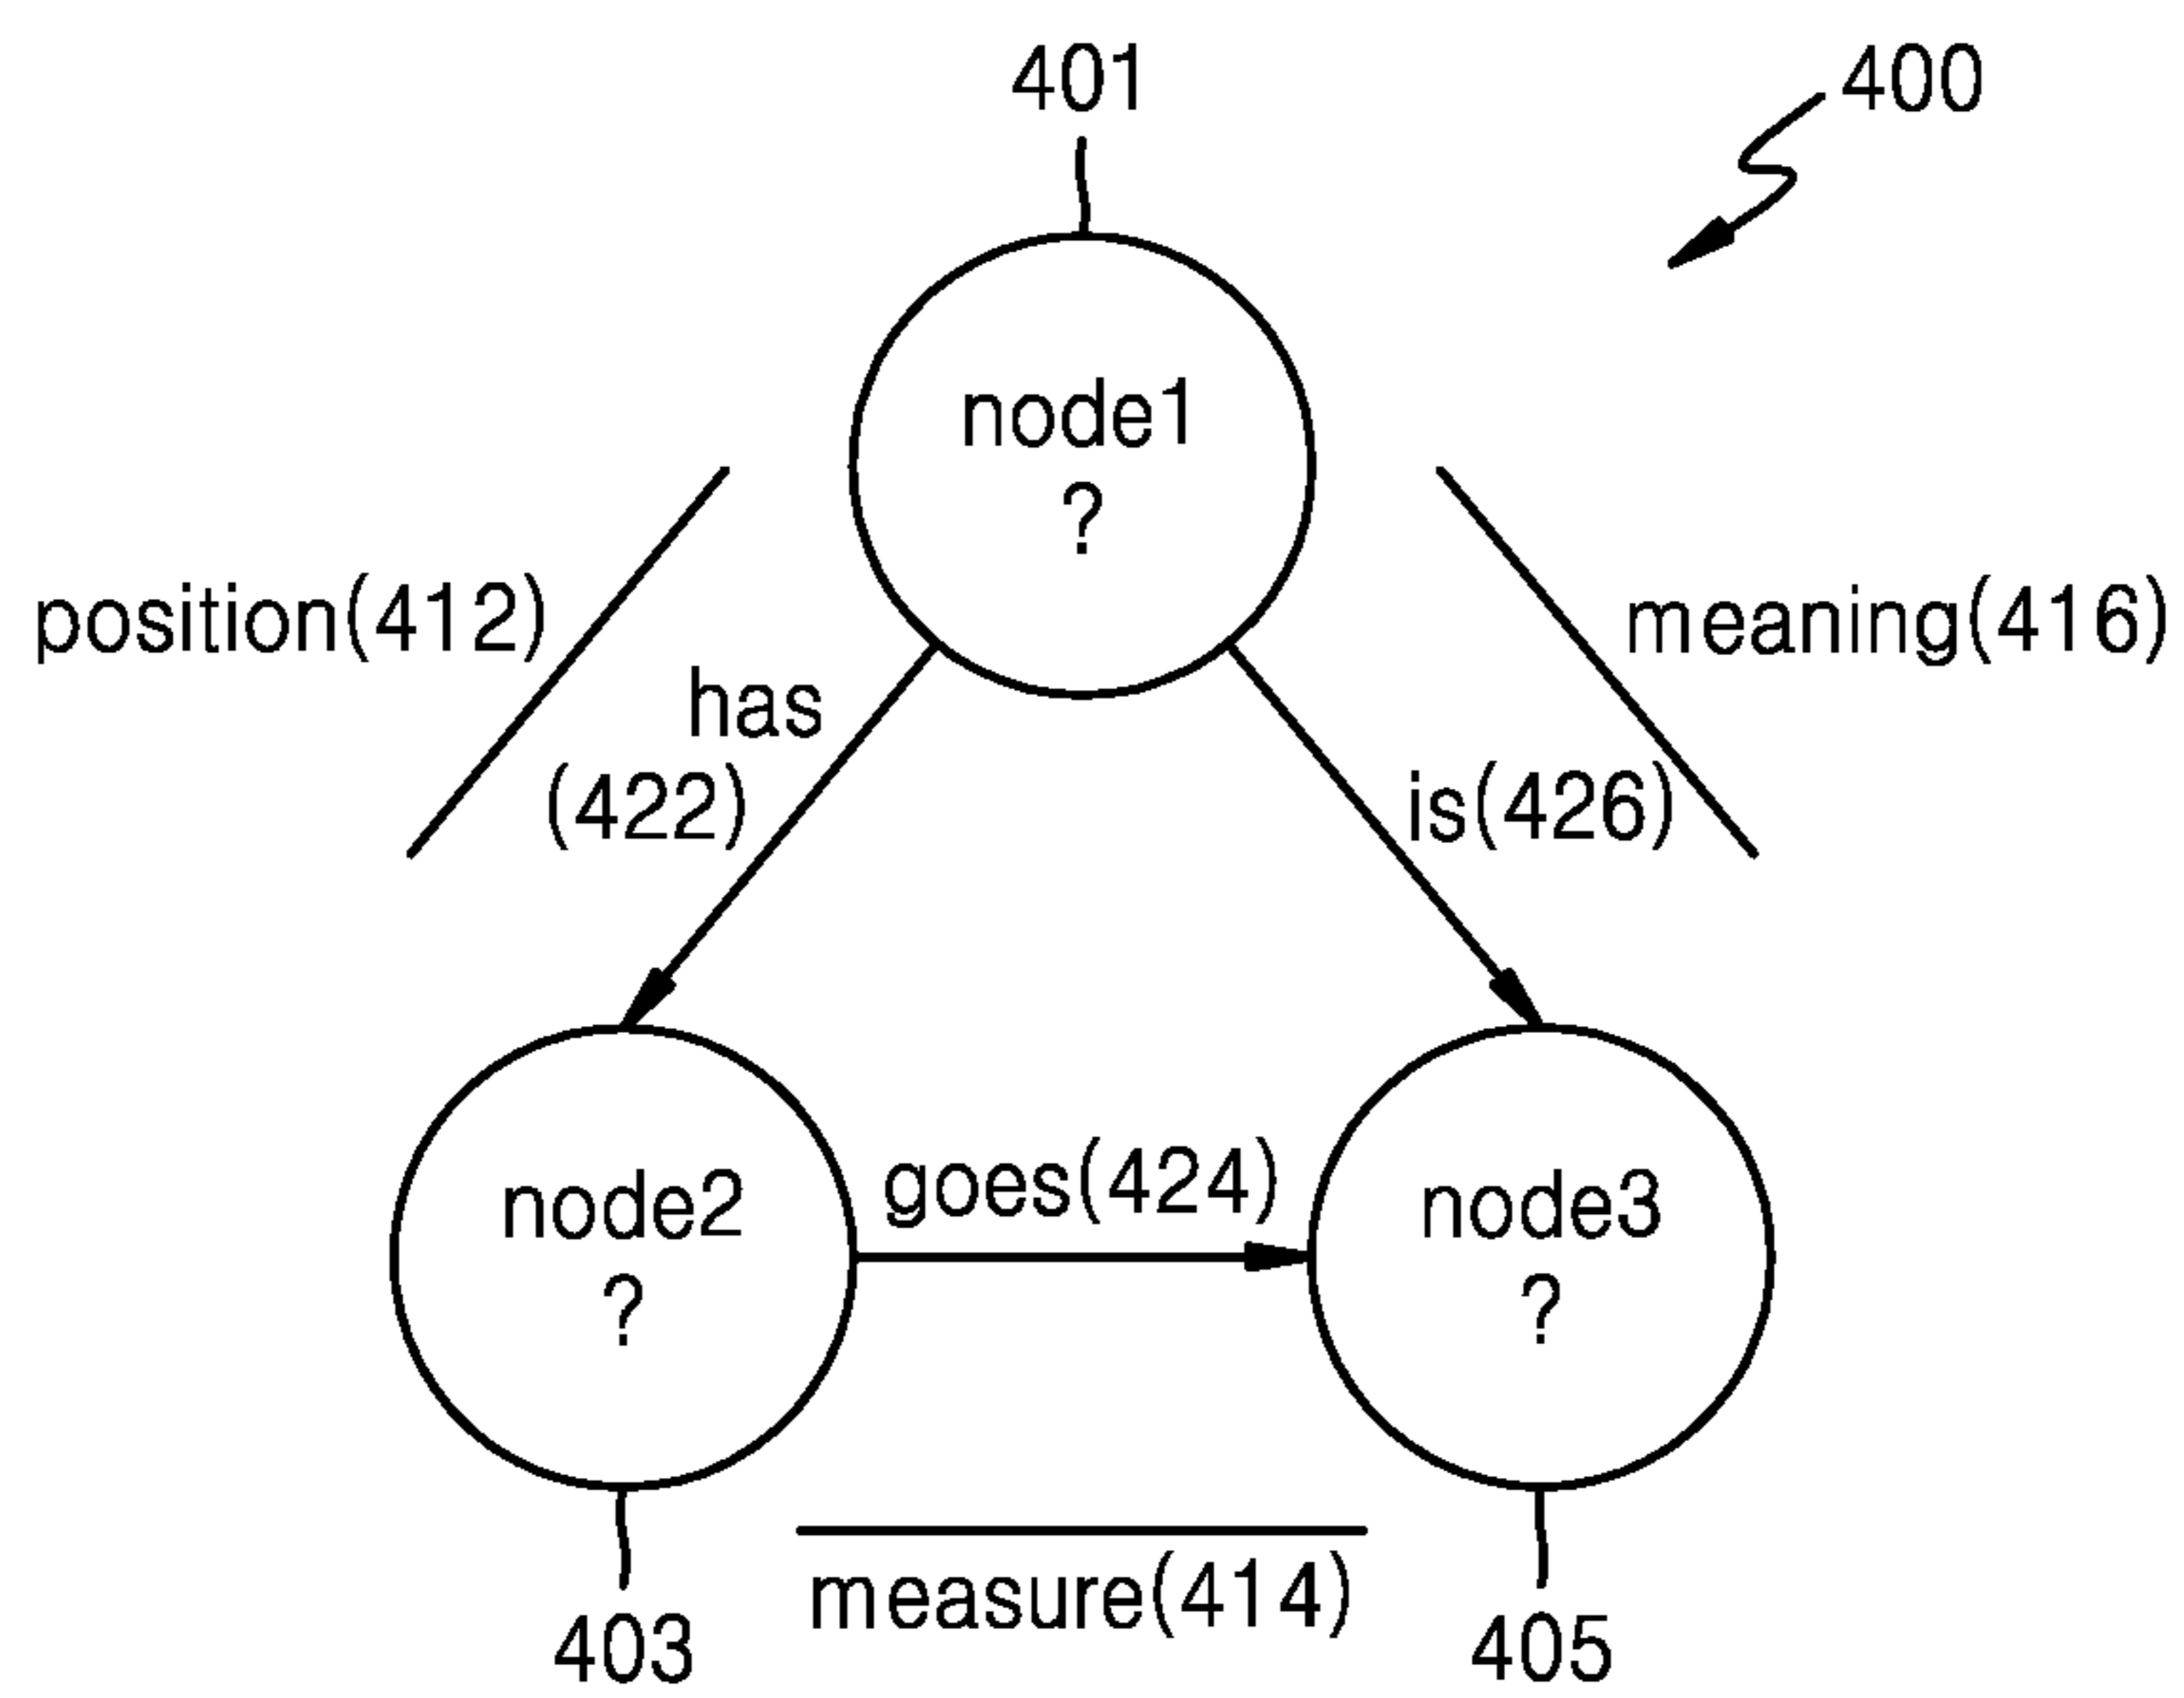 401
400
node1
?
position(412)
meaning(416)
has
(422)
is(426)
node2
?
goes(424)
node3
?
measure(414)
403
405